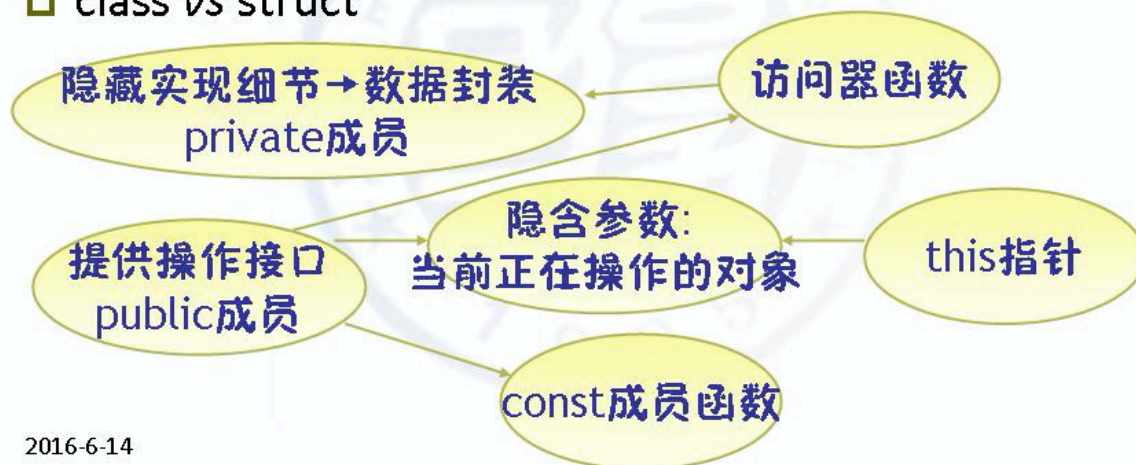 class vs struct
隐藏实现细节→数据封装
private成员
访问器函数
提供操作接口
public成员
隐含参数:
当前正在操作的对象
this指针
const成员函数
2016-6-14